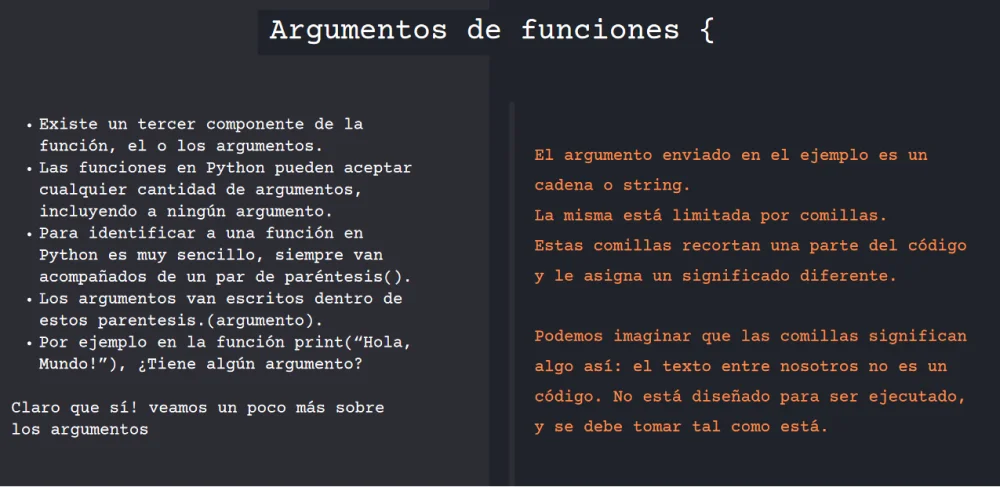 Argumentos de funciones {
• Existe un tercer componente de la
función, el o los argumentos.
• Las funciones en Python pueden aceptar
cualquier cantidad de argumentos,
incluyendo a ningún argumento.
• Para identificar a una función en
Python es muy sencillo, siempre van
acompañados de un par de paréntesis().
• Los argumentos van escritos dentro de
estos parentesis.(argumento).
• Por ejemplo en la función print(“Hola,
Mundo!”), ¿Tiene algún argumento?
Claro que sí! veamos un poco más sobre
los argumentos
El argumento enviado en el ejemplo es un
cadena o string.
La misma está limitada por comillas.
Estas comillas recortan una parte del código
y le asigna un significado diferente.
Podemos imaginar que las comillas significan
algo así: el texto entre nosotros no es un
código. No está diseñado para ser ejecutado,
y se debe tomar tal como está.